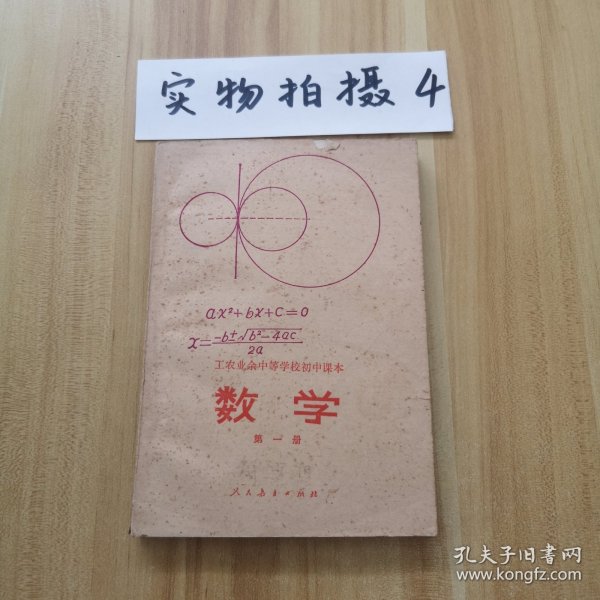 实物拍摄4
ax²+bx+c=0
x=-b±√b²-4ac/2a
工农业余中等学校初中课本
数学
第一册
人民教育出版社
孔夫子旧书网
www.kongfz.com